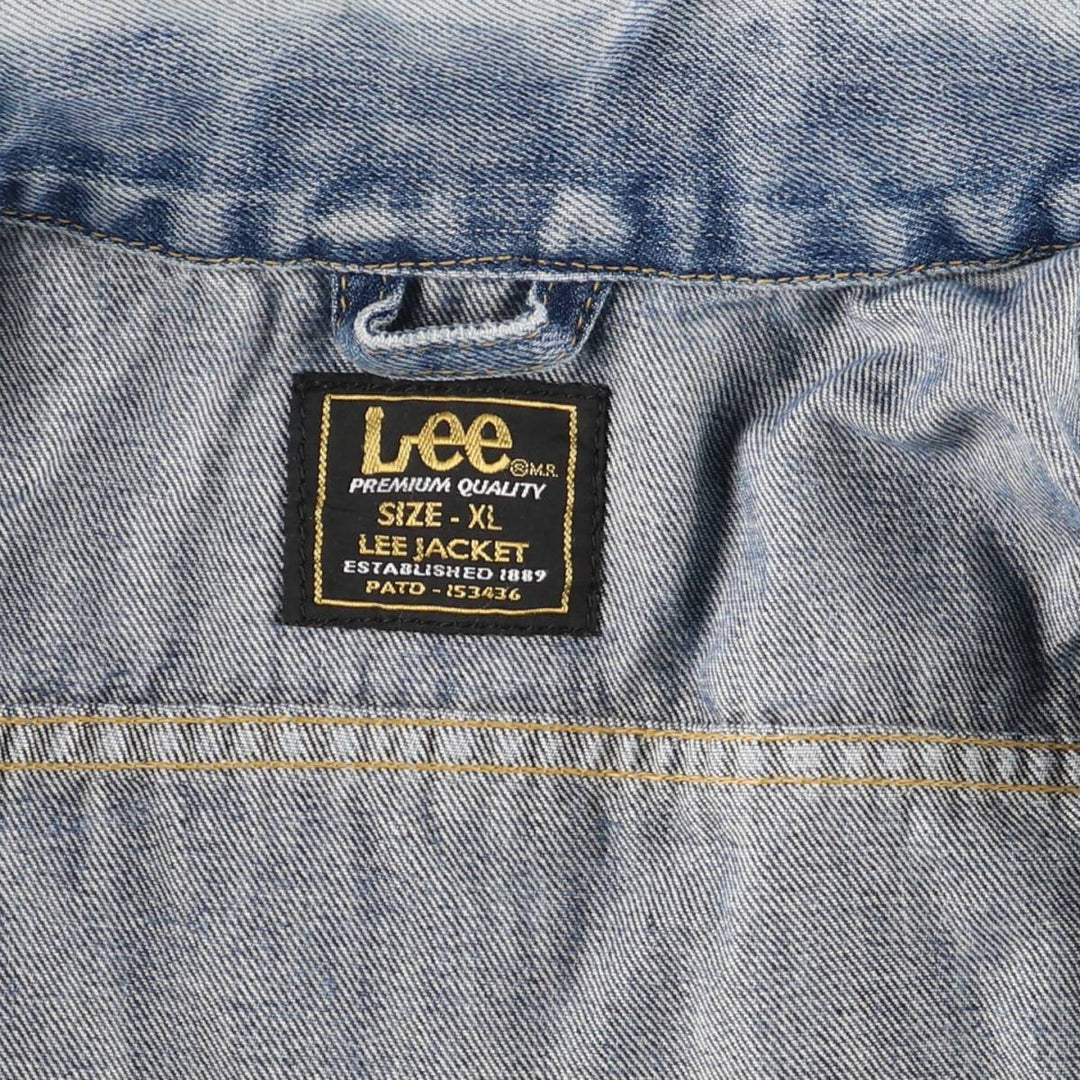 Lee ® M.R.
PREMIUM QUALITY
SIZE - XL
LEE JACKET
ESTABLISHED 1889
PATD - 153436